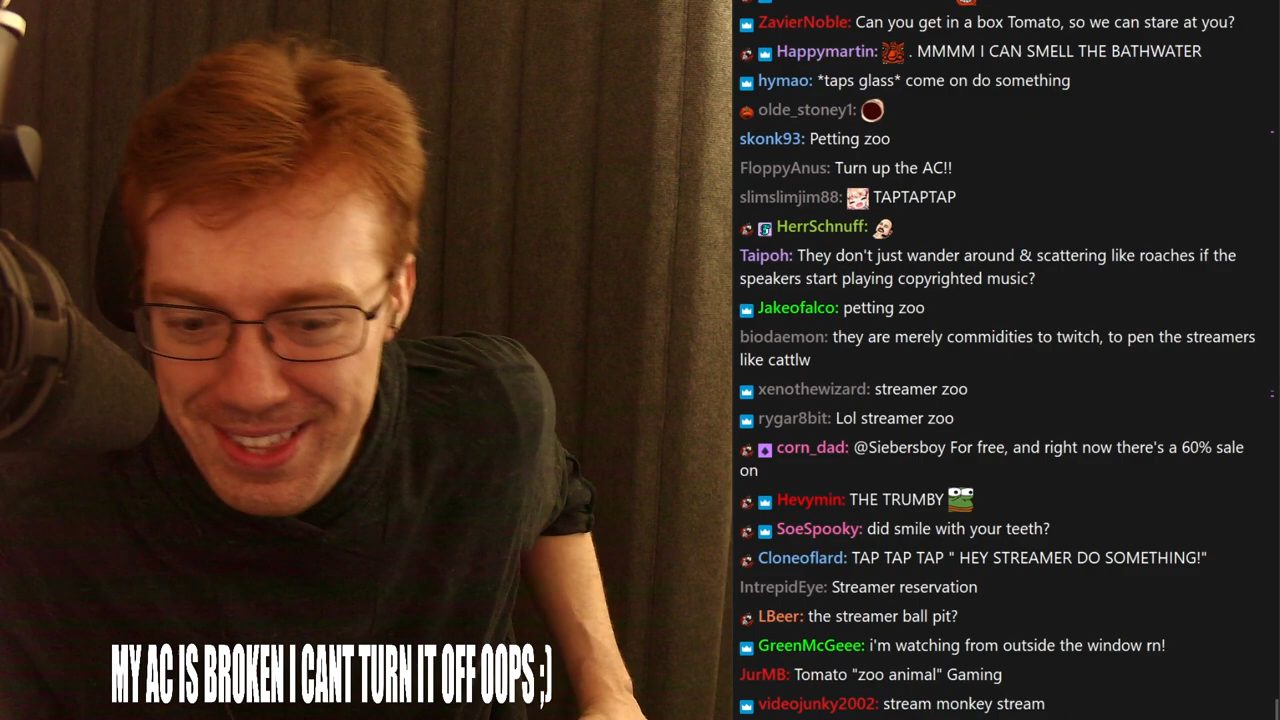 ZavierNoble: Can you get in a box Tomato, so we can stare at you?
Happymartin: . MMMM I CAN SMELL THE BATHWATER
hymao: *taps glass* come on do something
olde_stoney1:
skonk93: Petting zoo
FloppyAnus: Turn up the AC!!
slimslimjim88: TAPTAPTAP
HerrSchnuff:
Taipoh: They don't just wander around & scattering like roaches if the
speakers start playing copyrighted music?
Jakeofalco: petting zoo
biodaemon: they are merely commidities to twitch, to pen the streamers
like cattlw
xenothewizard: streamer zoo
rygar8bit: Lol streamer zoo
corn_dad: @Siebersboy For free, and right now there's a 60% sale
on
Hevymin: THE TRUMBY
SoeSpooky: did smile with your teeth?
Cloneoflard: TAP TAP TAP " HEY STREAMER DO SOMETHING!"
IntrepidEye: Streamer reservation
LBeer: the streamer ball pit?
GreenMcGeee: i'm watching from outside the window rn!
JurMB: Tomato "zoo animal" Gaming
videojunky2002: stream monkey stream
MY AC IS BROKEN I CANT TURN IT OFF OOPS ;)